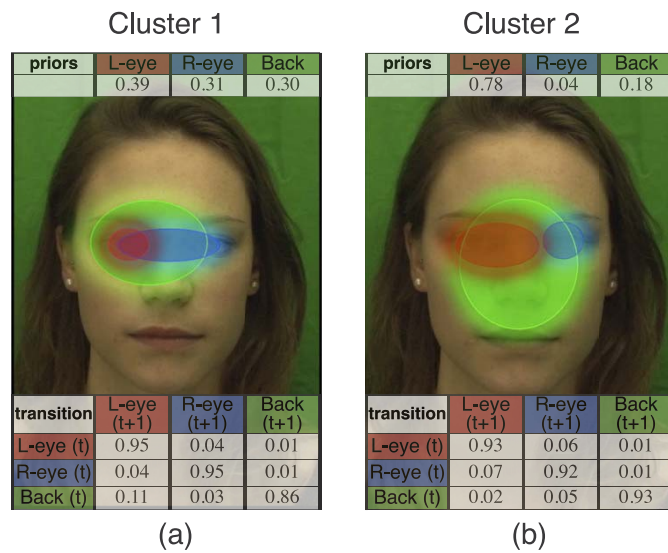 Cluster 1
priors L-eye R-eye Back
0.39 0.31 0.30
transition L-eye (t+1) R-eye (t+1) Back (t+1)
L-eye (t) 0.95 0.04 0.01
R-eye (t) 0.04 0.95 0.01
Back (t) 0.11 0.03 0.86
(a)
Cluster 2
priors L-eye R-eye Back
0.78 0.04 0.18
transition L-eye (t+1) R-eye (t+1) Back (t+1)
L-eye (t) 0.93 0.06 0.01
R-eye (t) 0.07 0.92 0.01
Back (t) 0.02 0.05 0.93
(b)